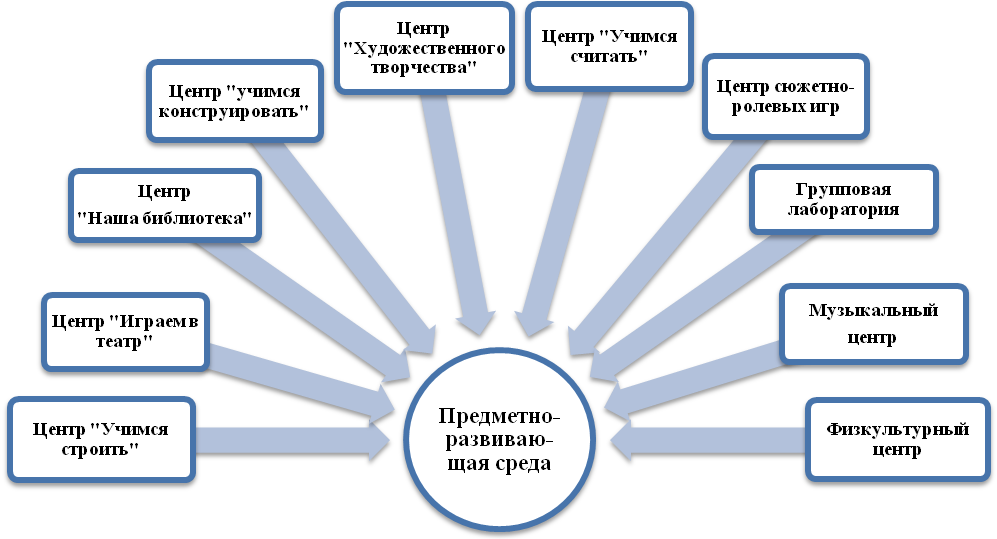 Центр
"Художественного
творчества"
Центр "Учимся
считать"
Центр "учимся
конструировать"
Центр сюжетно-
ролевых игр
Центр
"Наша библиотека"
Групповая
лаборатория
Центр "Играем в
театр"
Музыкальный
центр
Центр "Учимся
строить"
Предметно-
развиваю-
щая среда
Физкультурный
центр